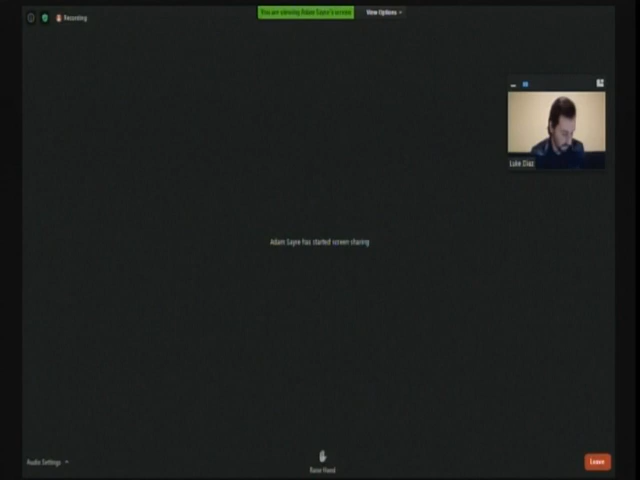 Recording
You are viewing Adam Sayre's screen
View Options
Luke Diaz
Adam Sayre has started screen sharing
Audio Settings
Raise Hand
Leave